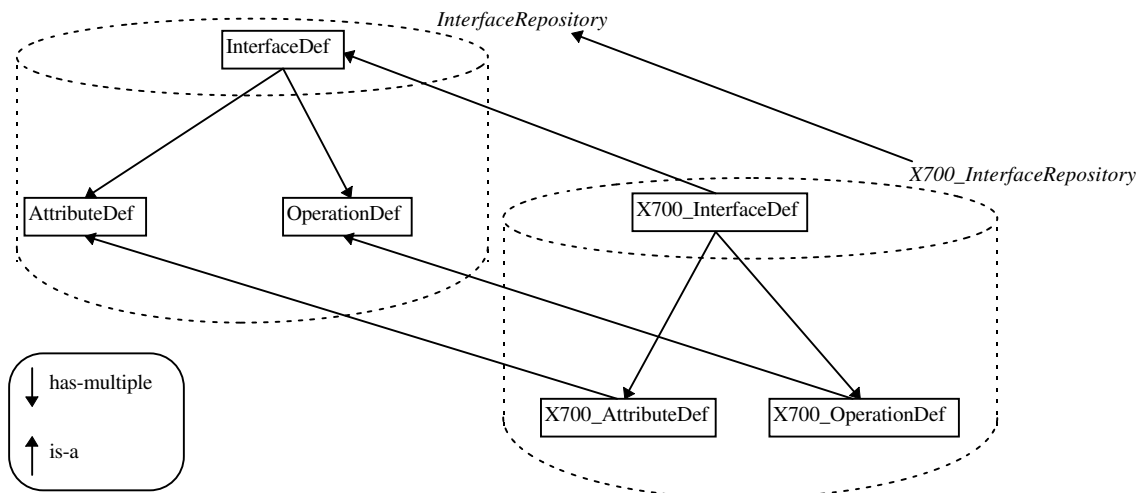 InterfaceRepository
InterfaceDef
X700_InterfaceRepository
AttributeDef
OperationDef
X700_InterfaceDef
has-multiple
X700_AttributeDef
X700_OperationDef
is-a